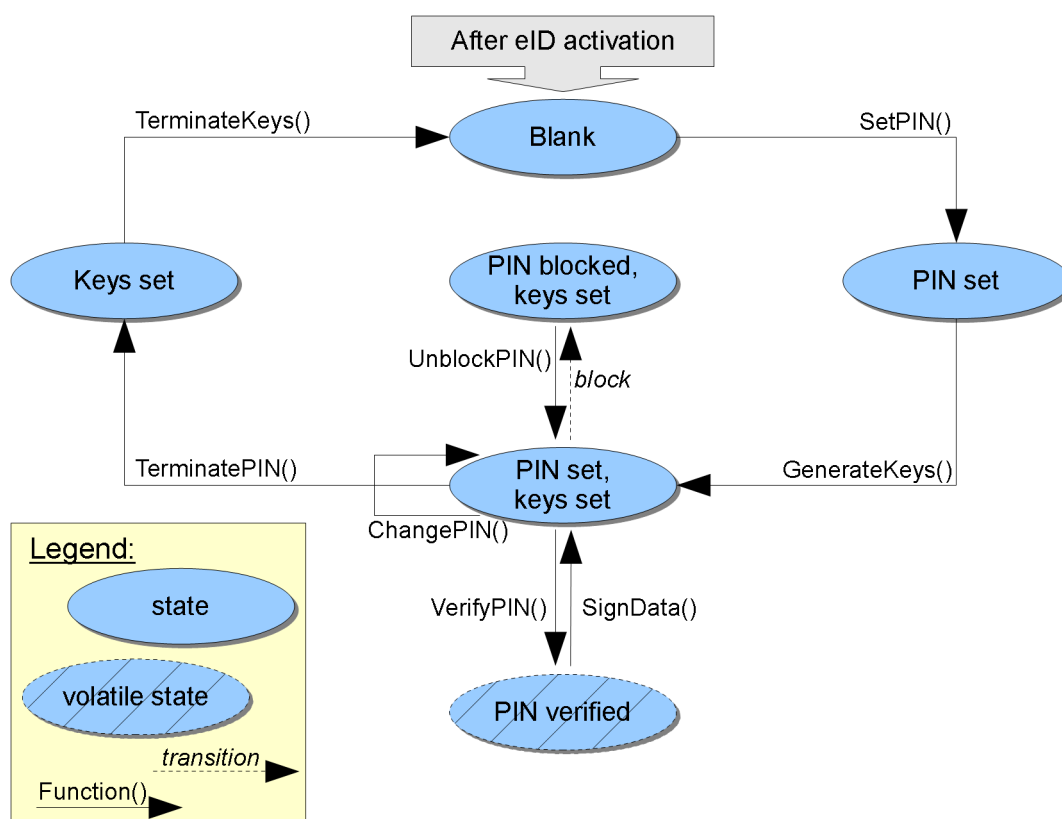 After eID activation
TerminateKeys()
Blank
SetPIN()
Keys set
PIN blocked,
keys set
PIN set
UnblockPIN()
block
TerminatePIN()
PIN set,
keys set
GenerateKeys()
ChangePIN()
Legend:
state
VerifyPIN()
SignData()
volatile state
PIN verified
transition
Function()